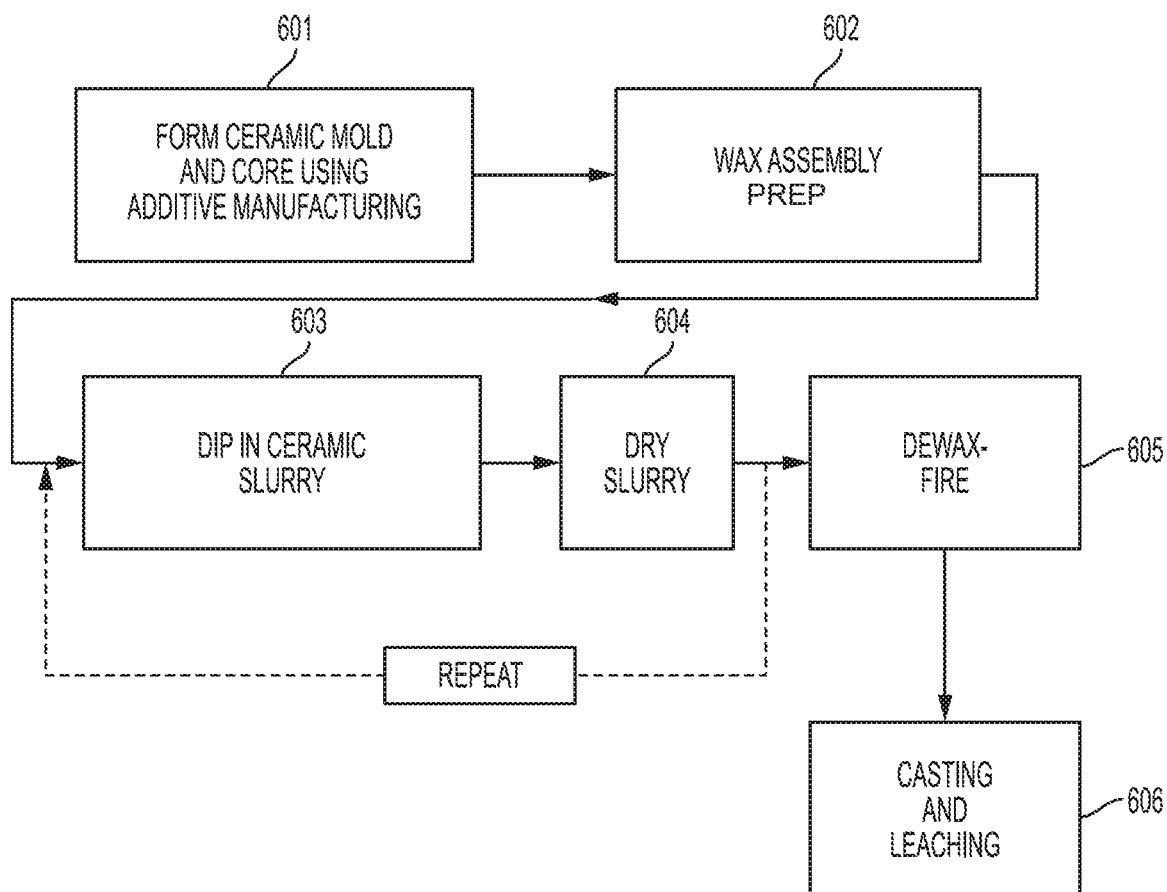 601
FORM CERAMIC MOLD
AND CORE USING
ADDITIVE MANUFACTURING
602
WAX ASSEMBLY
PREP
603
DIP IN CERAMIC
SLURRY
604
DRY
SLURRY
DEWAX-
FIRE
605
REPEAT
CASTING
AND
LEACHING
606